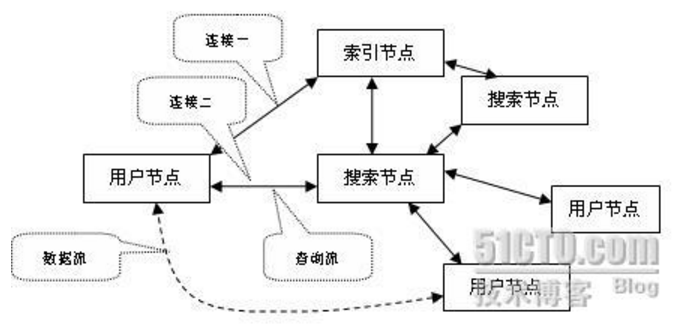 连接一
索引节点
连接二
搜索节点
用户节点
搜索节点
用户节点
数据流
查询流
用户节点
51CTO.com
技术博客 Blog